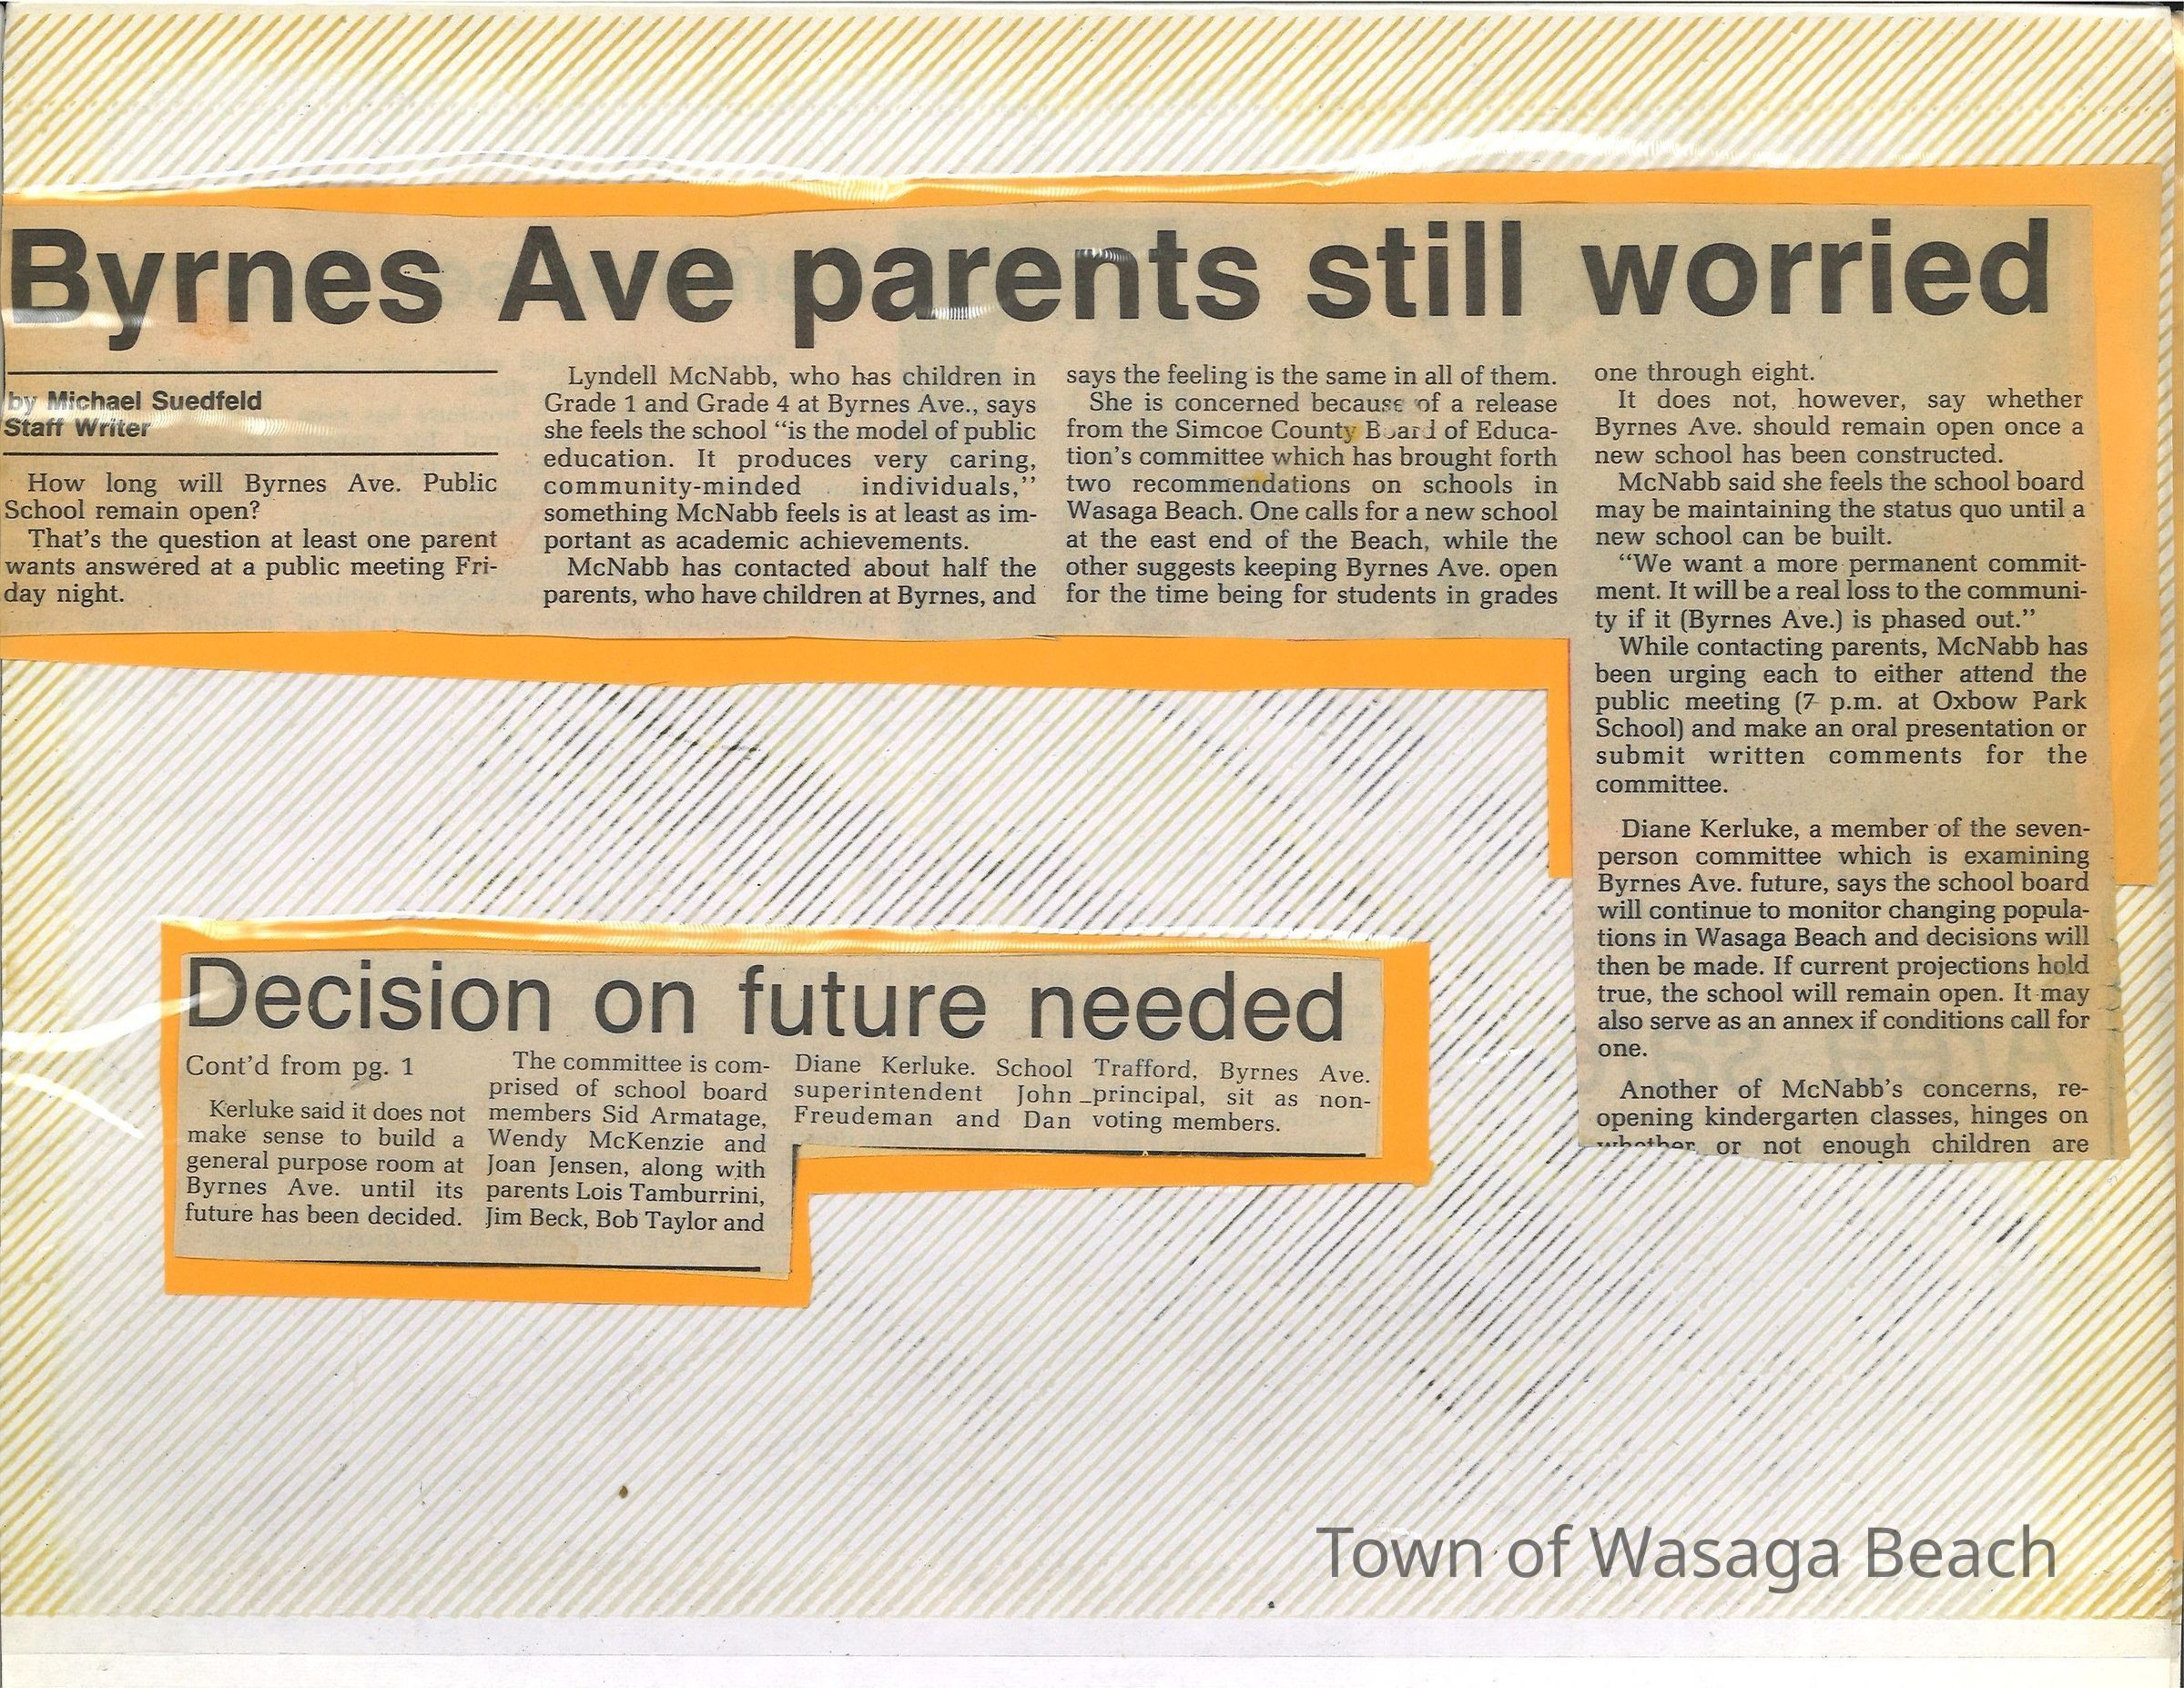 Byrnes Ave parents still worried
by Michael Suedfeld
Staff Writer
How long will Byrnes Ave. Public
School remain open?
That's the question at least one parent
wants answered at a public meeting Fri-
day night.
Lyndell McNabb, who has children in
Grade 1 and Grade 4 at Byrnes Ave., says
she feels the school “is the model of public
education. It produces very caring,
community-minded individuals,”
something McNabb feels is at least as im-
portant as academic achievements.
McNabb has contacted about half the
parents, who have children at Byrnes, and
says the feeling is the same in all of them.
She is concerned because of a release
from the Simcoe County Board of Educa-
tion's committee which has brought forth
two recommendations on schools in
Wasaga Beach. One calls for a new school
at the east end of the Beach, while the
other suggests keeping Byrnes Ave. open
for the time being for students in grades
one through eight.
It does not, however, say whether
Byrnes Ave. should remain open once a
new school has been constructed.
McNabb said she feels the school board
may be maintaining the status quo until a
new school can be built.
“We want a more permanent commit-
ment. It will be a real loss to the communi-
ty if it (Byrnes Ave.) is phased out.”
While contacting parents, McNabb has
been urging each to either attend the
public meeting (7 p.m. at Oxbow Park
School) and make an oral presentation or
submit written comments for the
committee.
Diane Kerluke, a member of the seven-
person committee which is examining
Byrnes Ave. future, says the school board
will continue to monitor changing popula-
tions in Wasaga Beach and decisions will
then be made. If current projections hold
true, the school will remain open. It may
also serve as an annex if conditions call for
one.
Another of McNabb's concerns, re-
opening kindergarten classes, hinges on
whether or not enough children are
Decision on future needed
Cont'd from pg. 1
Kerluke said it does not
make sense to build a
general purpose room at
Byrnes Ave. until its
future has been decided.
The committee is com-
prised of school board
members Sid Armatage,
Wendy McKenzie and
Joan Jensen, along with
parents Lois Tamburrini,
Jim Beck, Bob Taylor and
Diane Kerluke. School
superintendent John
Freudeman and Dan
Trafford, Byrnes Ave.
principal, sit as non-
voting members.
Town of Wasaga Beach